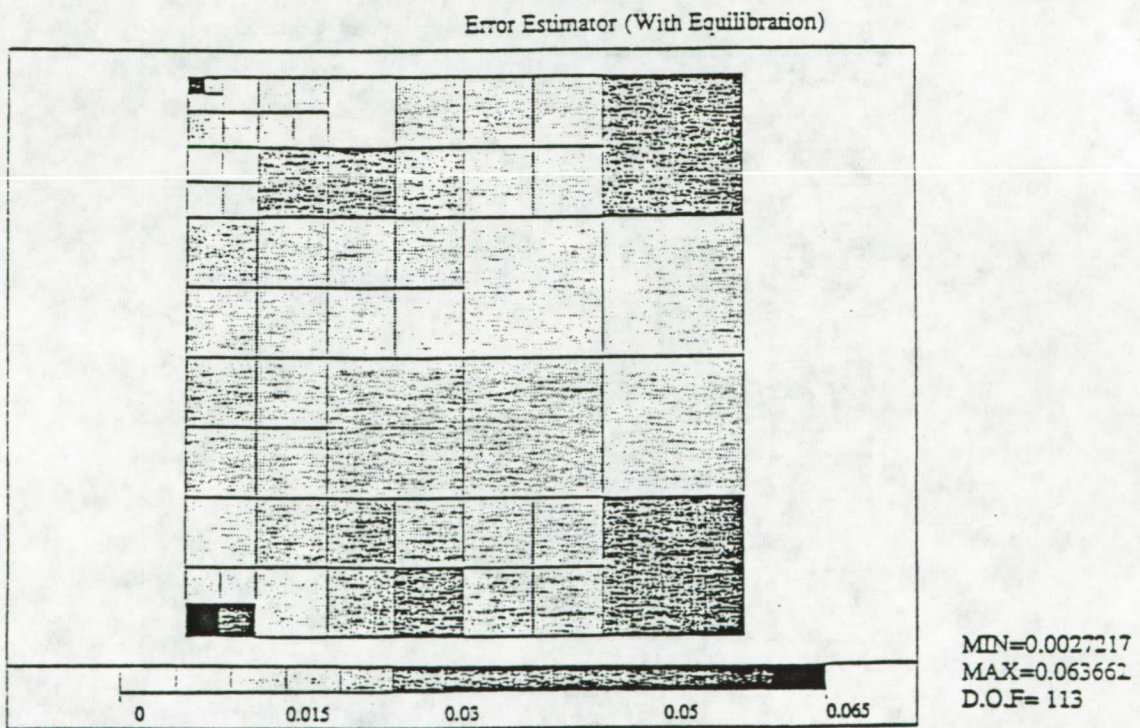 Error Estimator (With Equilibration)
MIN=0.0027217
MAX=0.063662
D.O.F= 113
0 0.015 0.03 0.05 0.065